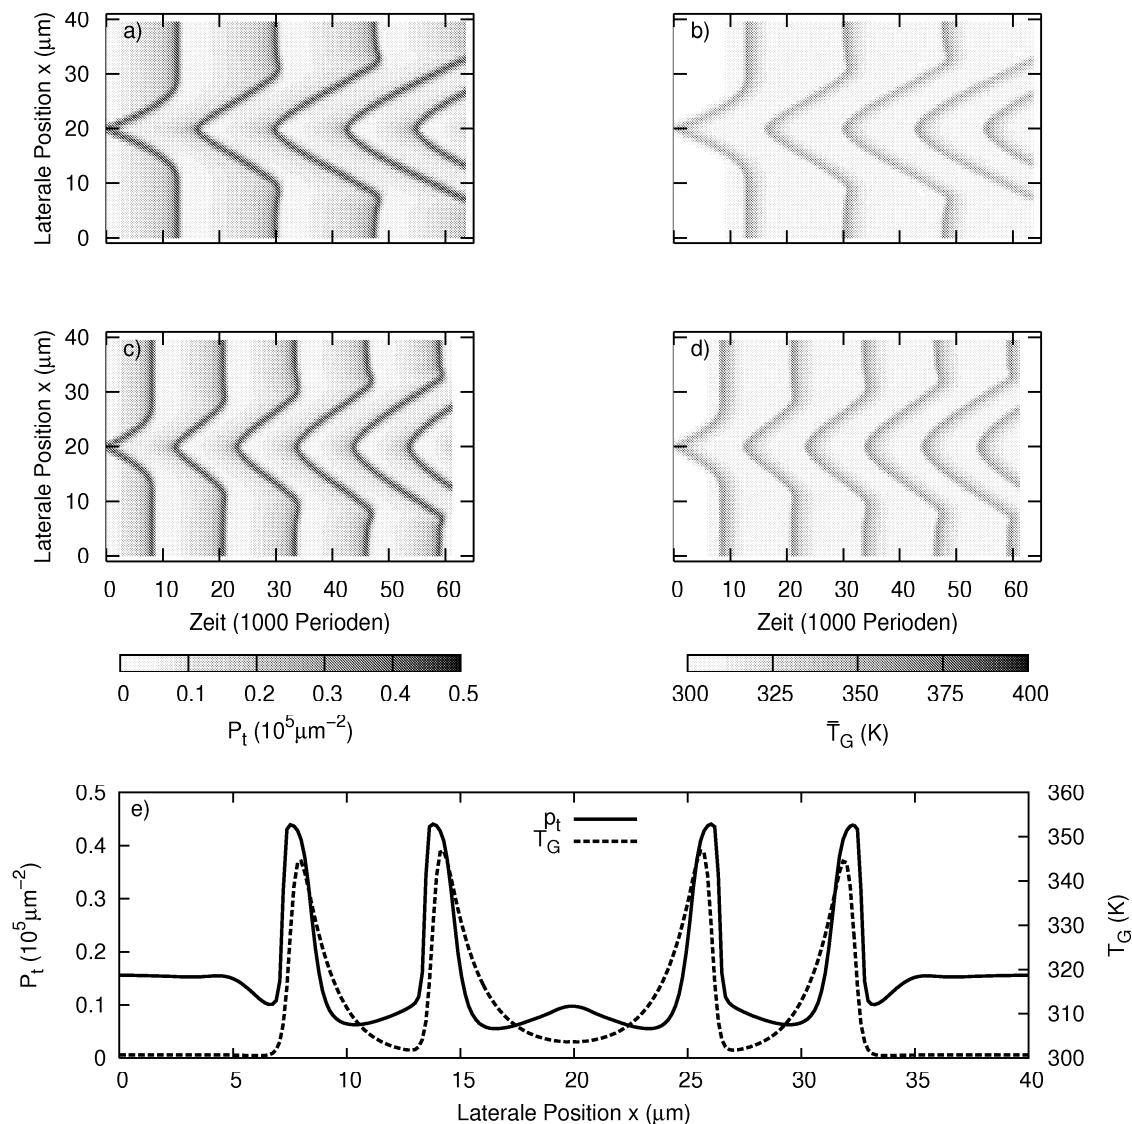 a)
b)
Laterale Position x (μm)
40
30
20
10
0
c)
d)
Laterale Position x (μm)
40
30
20
10
0
0 10 20 30 40 50 60
0 10 20 30 40 50 60
Zeit (1000 Perioden)
Zeit (1000 Perioden)
0 0.1 0.2 0.3 0.4 0.5
300 325 350 375 400
P_t (10^5μm^−2)
T̿_G (K)
e)
P_t (10^5μm^−2)
0.5
0.4
0.3
0.2
0.1
0
p_t
T̅_G
360
350
340
330
320
310
300
T_G (K)
0 5 10 15 20 25 30 35 40
Laterale Position x (μm)